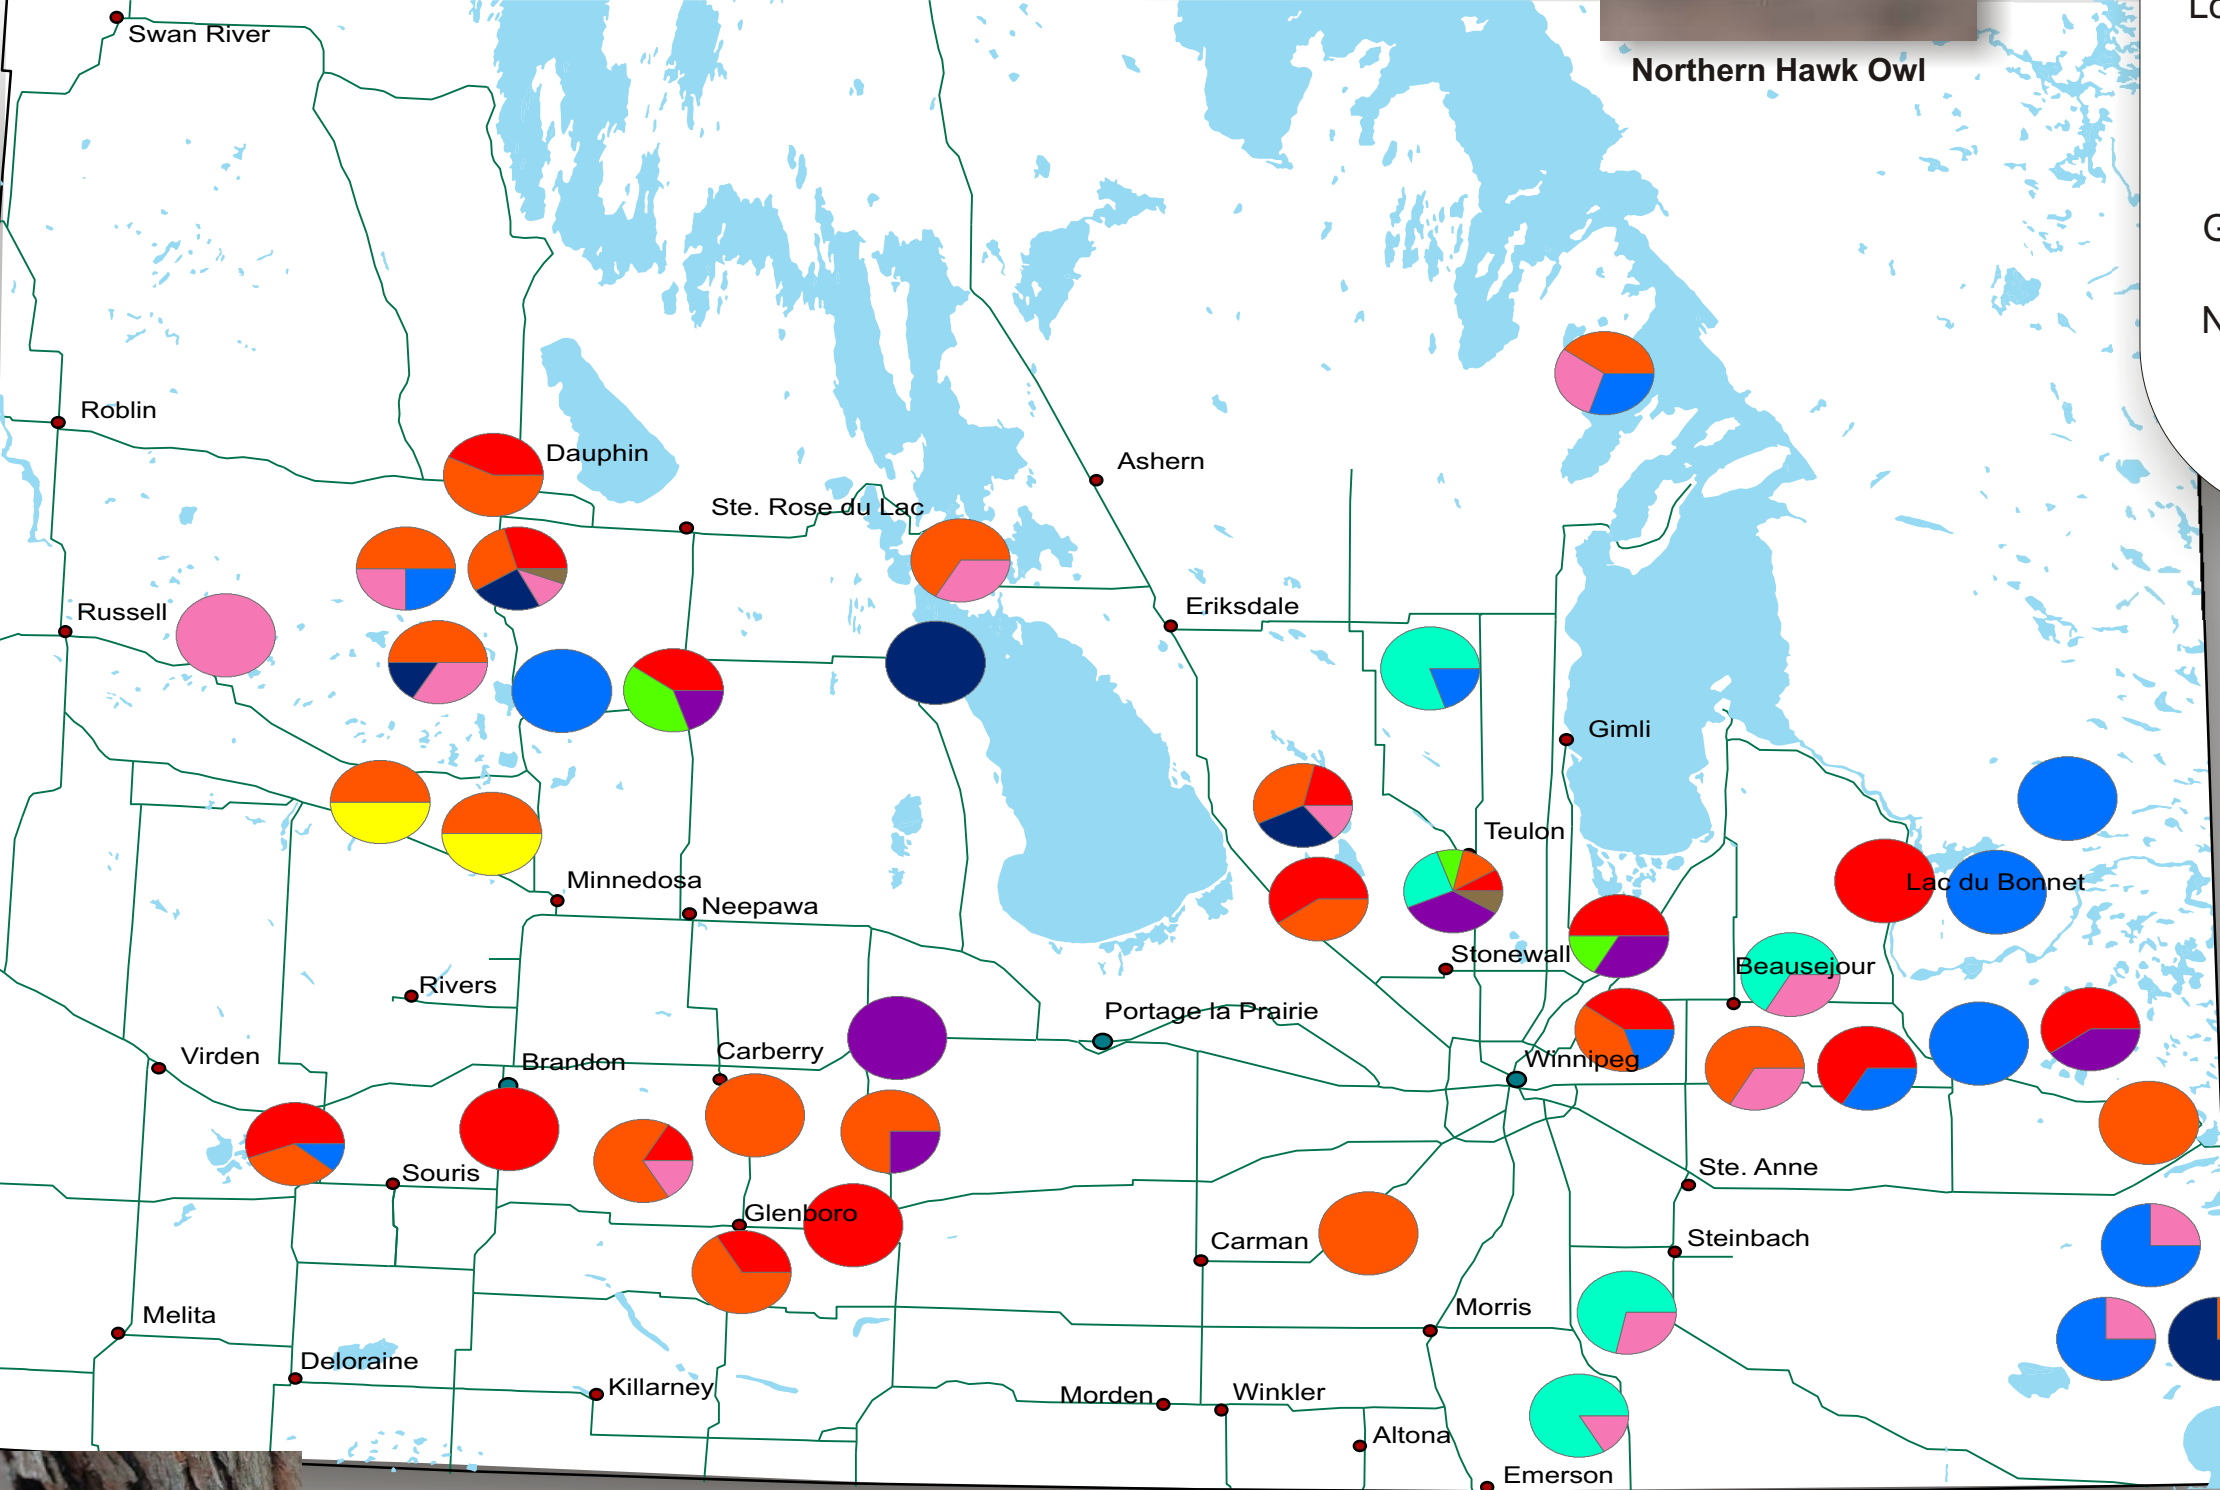 Lo
Swan River
Northern Hawk Owl
G
N
Roblin
Dauphin
Ashern
Ste. Rose du Lac
Eriksdale
Russell
Gimli
Teulon
Minnedosa
Lac du Bonnet
Neepawa
Stonewall
Beausejour
Rivers
Portage la Prairie
Virden
Brandon
Carberry
Winnipeg
Souris
Ste. Anne
Glenboro
Carman
Steinbach
Melita
Morris
Deloraine
Killarney
Morden
Winkler
Altona
Emerson